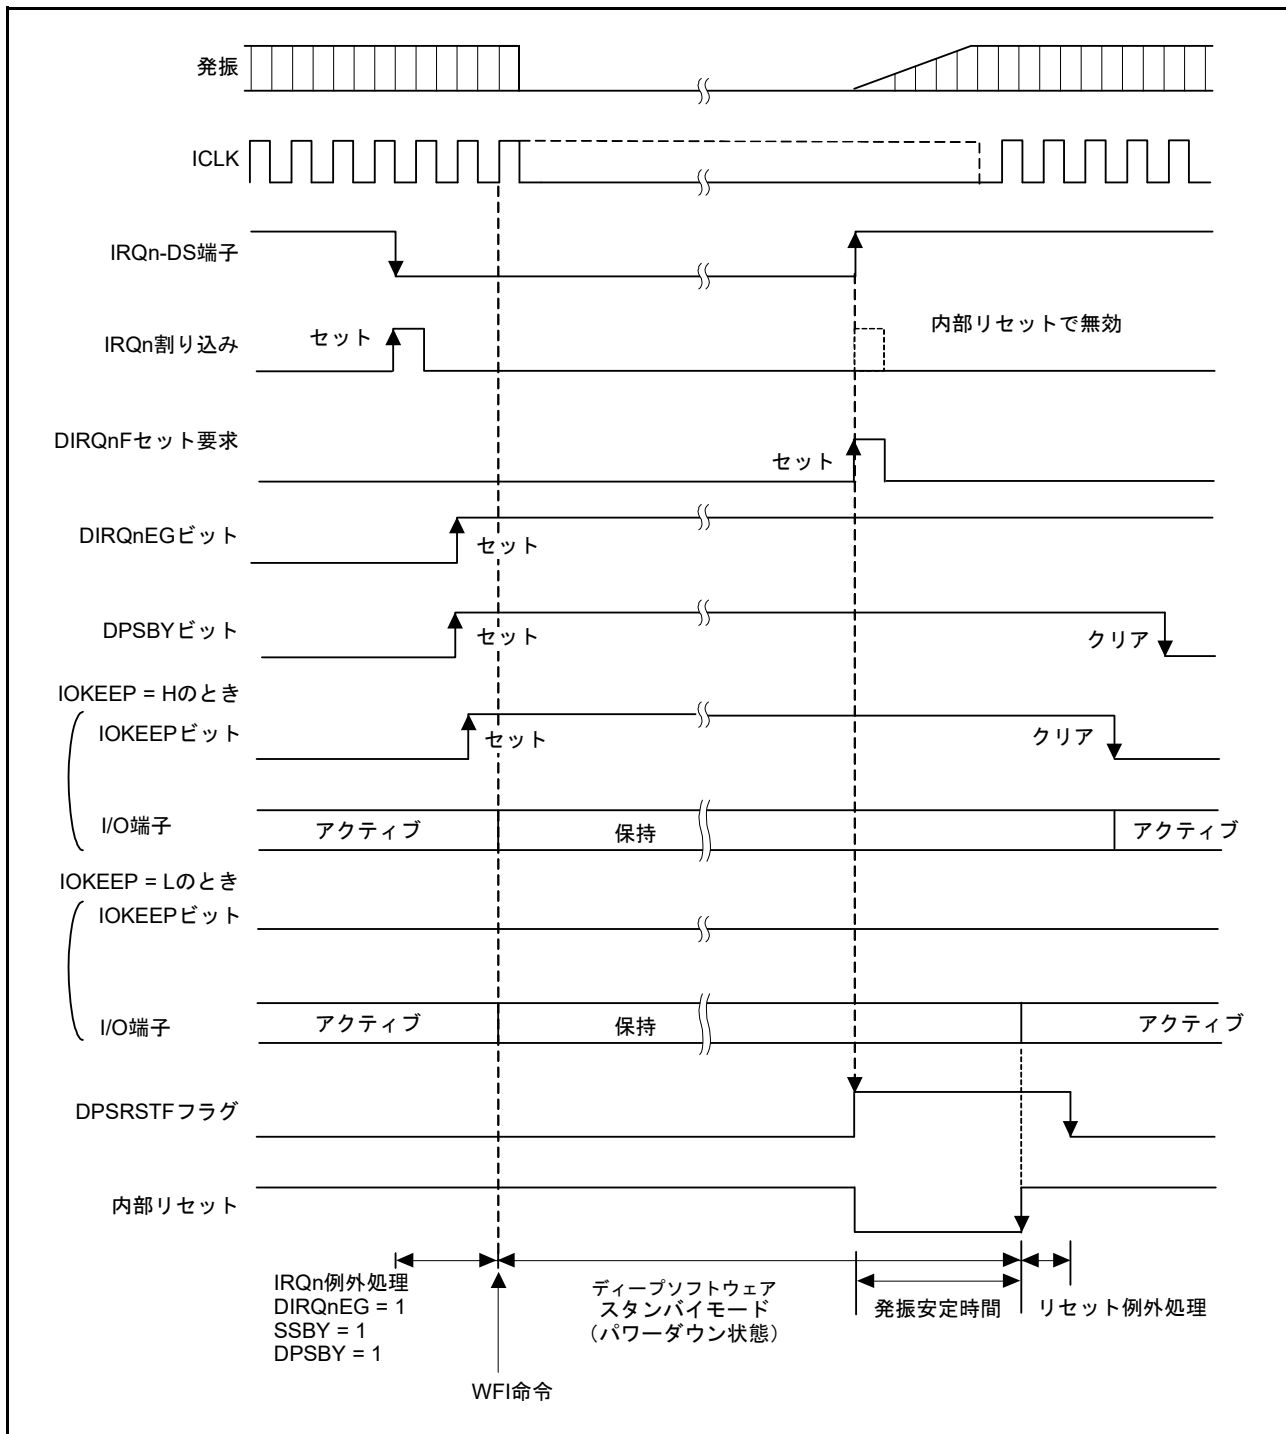 発振
ICLK
IRQn-DS端子
IRQn割り込み
セット
内部リセットで無効
DIRQnFセット要求
セット
DIRQnEGビット
セット
DPSBYビット
セット
クリア
IOKEEP = Hのとき
IOKEEPビット
セット
クリア
I/O端子
アクティブ
保持
アクティブ
IOKEEP = Lのとき
IOKEEPビット
I/O端子
アクティブ
保持
アクティブ
DPSRSTFフラグ
内部リセット
IRQn例外処理
DIRQnEG = 1
SSBY = 1
DPSBY = 1
ディープソフトウェア
スタンバイモード
（パワーダウン状態）
発振安定時間
リセット例外処理
WFI命令